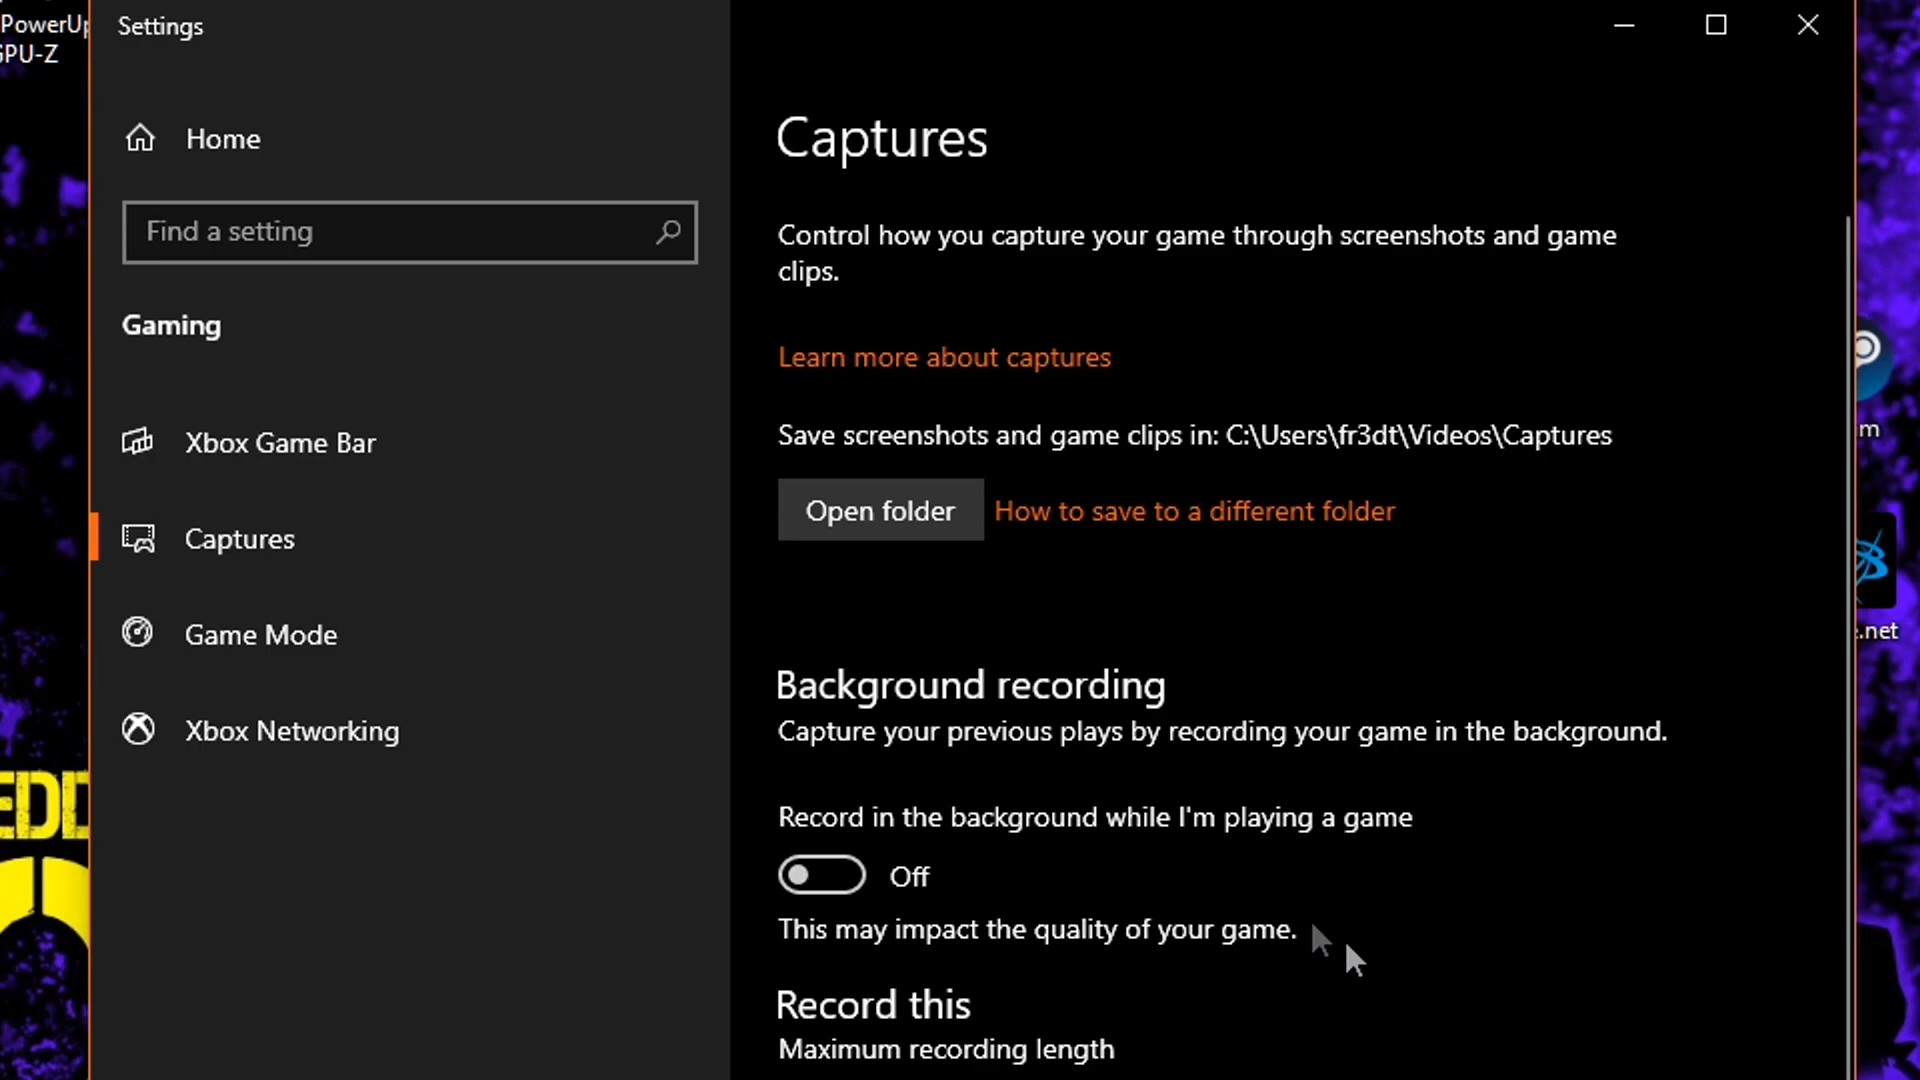 PowerUp
GPU-Z
Settings
Home
Find a setting
Gaming
Xbox Game Bar
Captures
Game Mode
Xbox Networking
Captures
Control how you capture your game through screenshots and game
clips.
Learn more about captures
Save screenshots and game clips in: C:\Users\fr3dt\Videos\Captures
Open folder
How to save to a different folder
Background recording
Capture your previous plays by recording your game in the background.
Record in the background while I'm playing a game
Off
This may impact the quality of your game.
Record this
Maximum recording length
m
.net
EDD